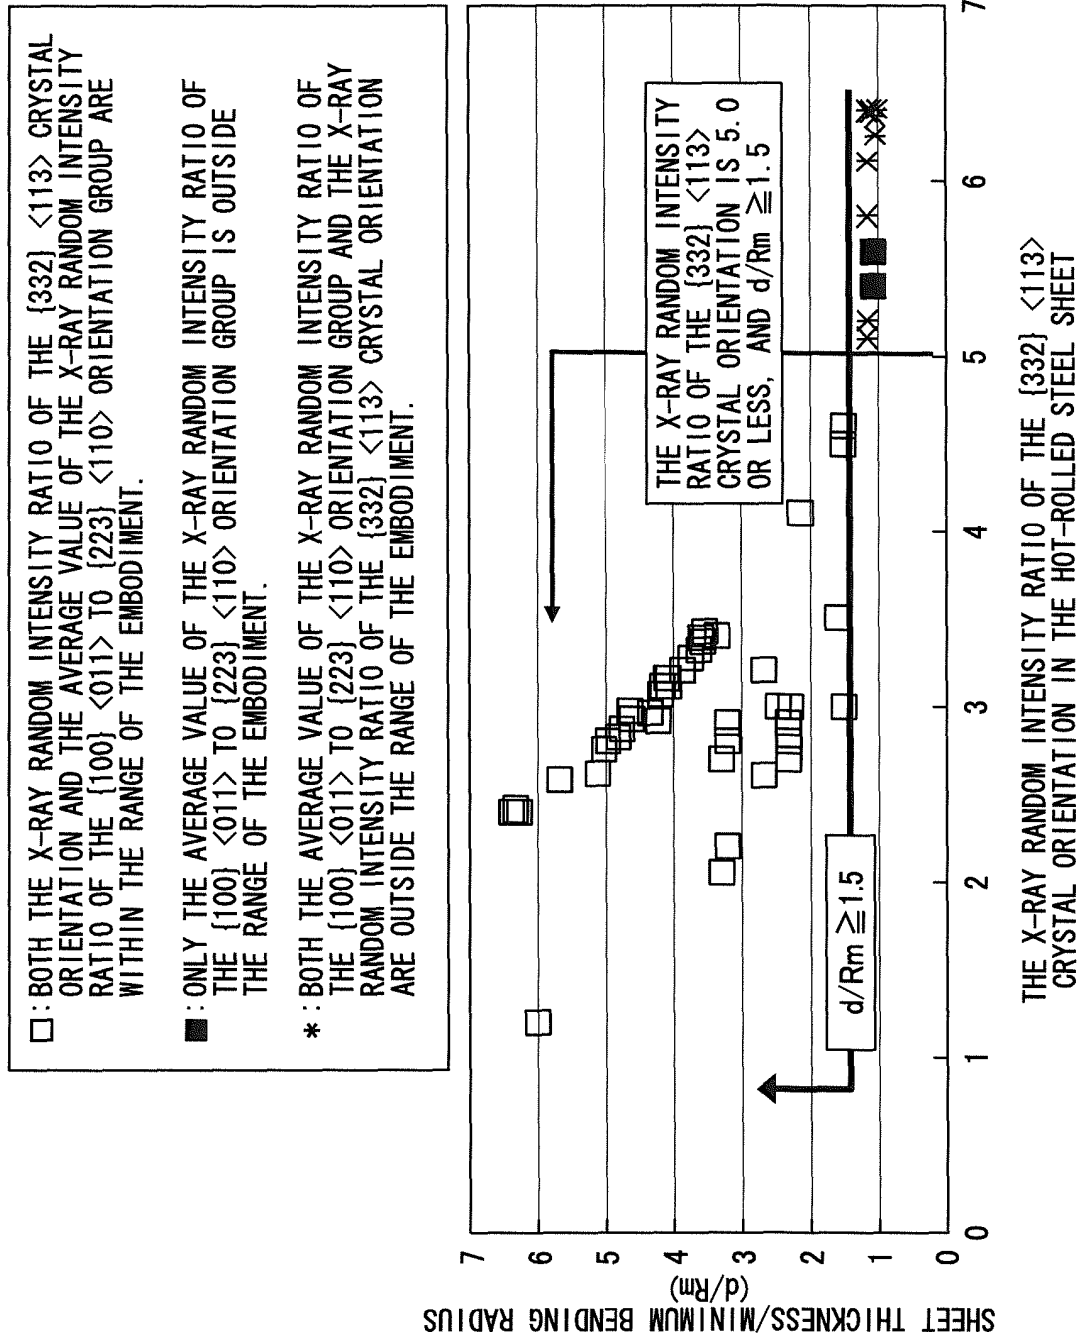 □:BOTH THE X-RAY RANDOM INTENSITY RATIO OF THE {332} <113> CRYSTAL
ORIENTATION AND THE AVERAGE VALUE OF THE X-RAY RANDOM INTENSITY
RATIO OF THE {100} <011> TO {223} <110> ORIENTATION GROUP ARE
WITHIN THE RANGE OF THE EMBODIMENT.
■:ONLY THE AVERAGE VALUE OF THE X-RAY RANDOM INTENSITY RATIO OF
THE {100} <011> TO {223} <110> ORIENTATION GROUP IS OUTSIDE
THE RANGE OF THE EMBODIMENT.
*:BOTH THE AVERAGE VALUE OF THE X-RAY RANDOM INTENSITY RATIO OF
THE {100} <011> TO {223} <110> ORIENTATION GROUP AND THE X-RAY
RANDOM INTENSITY RATIO OF THE {332} <113> CRYSTAL ORIENTATION
ARE OUTSIDE THE RANGE OF THE EMBODIMENT.
SHEET THICKNESS/MINIMUM BENDING RADIUS
(d/Rm)
7
6
5
4
3
2
1
0
THE X-RAY RANDOM INTENSITY
RATIO OF THE {332} <113>
CRYSTAL ORIENTATION IS 5.0
OR LESS, AND d/Rm ≧1.5
d/Rm ≧1.5
0
1
2
3
4
5
6
7
THE X-RAY RANDOM INTENSITY RATIO OF THE {332} <113>
CRYSTAL ORIENTATION IN THE HOT-ROLLED STEEL SHEET